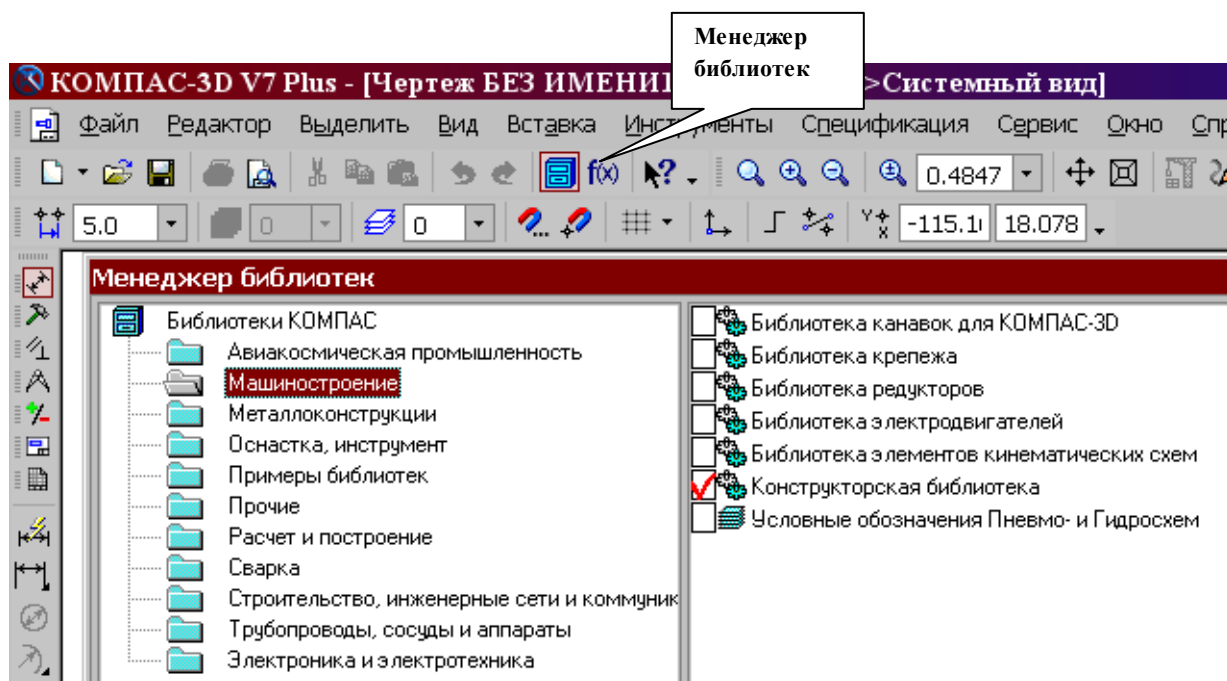 Менеджер
библиотек
КОМПАС-3D V7 Plus - [Чертеж БЕЗ ИМЕНИ1 >Системный вид]
Файл Редактор Выделить Вид Вставка Инструменты Спецификация Сервис Окно Спр
f(x) 0.4847
5.0 0 0 -115.1 18.078
Менеджер библиотек
Библиотеки КОМПАС
Авиакосмическая промышленность
Машиностроение
Металлоконструкции
Оснастка, инструмент
Примеры библиотек
Прочие
Расчет и построение
Сварка
Строительство, инженерные сети и коммуник
Трубопроводы, сосуды и аппараты
Электроника и электротехника
Библиотека канавок для КОМПАС-3D
Библиотека крепежа
Библиотека редукторов
Библиотека электродвигателей
Библиотека элементов кинематических схем
Конструкторская библиотека
Условные обозначения Пневмо- и Гидросхем